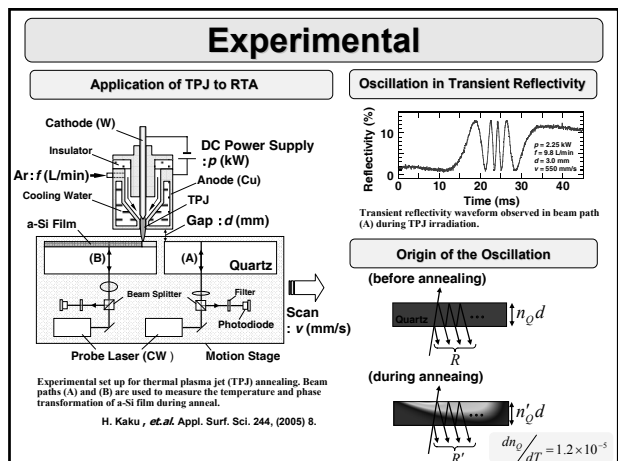 Experimental
Application of TPJ to RTA
Cathode (W)
Insulator
DC Power Supply
: p (kW)
Ar: f (L/min)
Anode (Cu)
Cooling Water
TPJ
Gap : d (mm)
a-Si Film
(B)
(A)
Quartz
Beam Splitter
Filter
Photodiode
Scan
: v (mm/s)
Probe Laser (CW )
Motion Stage
Experimental set up for thermal plasma jet (TPJ) annealing. Beam
paths (A) and (B) are used to measure the temperature and phase
transformation of a-Si film during anneal.
H. Kaku , et.al. Appl. Surf. Sci. 244, (2005) 8.
Oscillation in Transient Reflectivity
Reflectivity (%)
10
0
p = 2.25 kW
f = 9.8 L/min
d = 3.0 mm
v = 550 mm/s
0 10 20 30 40
Time (ms)
Transient reflectivity waveform observed in beam path
(A) during TPJ irradiation.
Origin of the Oscillation
(before annealing)
Quartz
...
n_Q d
R
(during anneaing)
...
n'_Q d
R'
dn_Q/dT = 1.2×10⁻⁵